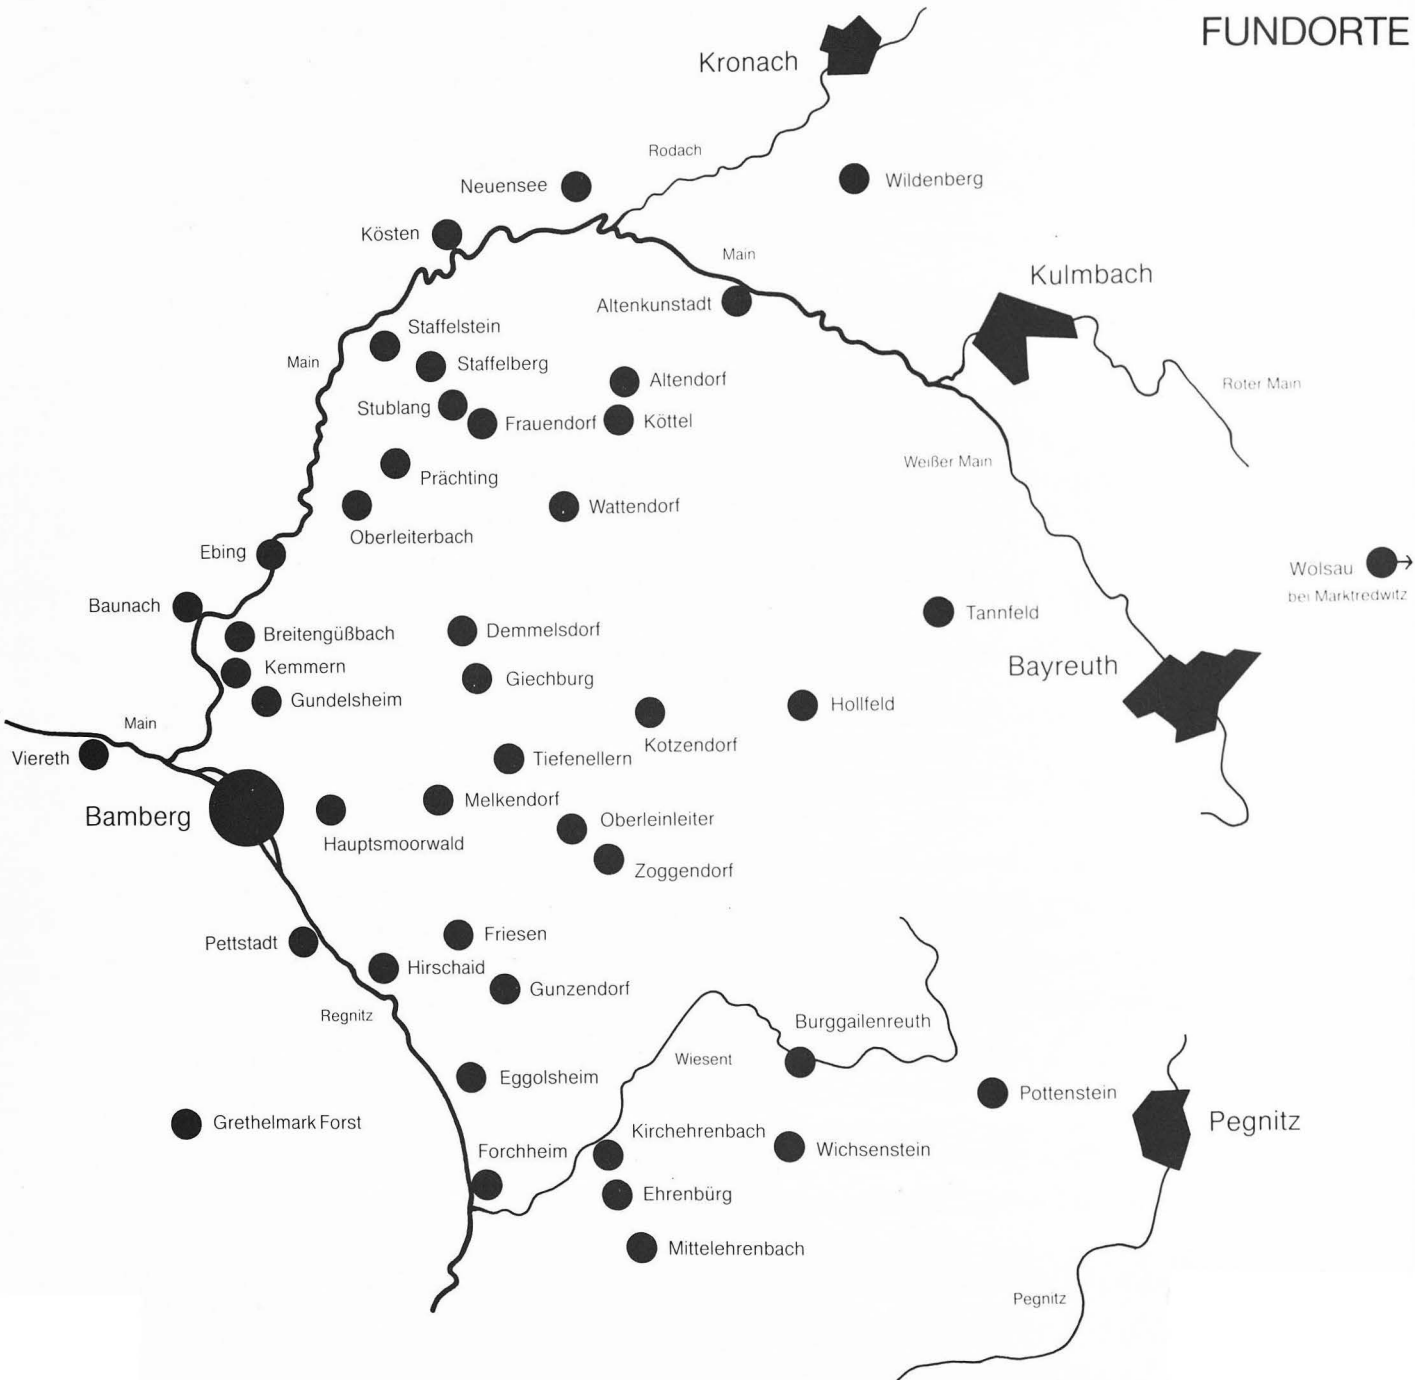 FUNDORTE
Kronach
Rodach
Neuensee
Wildenberg
Kösten
Main
Kulmbach
Altenkunstadt
Staffelstein
Main
Staffelberg
Altendorf
Roter Main
Stublang
Frauendorf
Köttel
Weißer Main
Prächting
Wattendorf
Oberleiterbach
Ebing
Wolsau
bei Marktredwitz
Baunach
Breitengüßbach
Demmelsdorf
Tannfeld
Kemmern
Bayreuth
Giechburg
Gundelsheim
Hollfeld
Main
Kotzendorf
Viereth
Tiefenellern
Melkendorf
Bamberg
Oberleinleiter
Hauptsmoorwald
Zoggendorf
Friesen
Pettstadt
Hirschaid
Gunzendorf
Regnitz
Burggailenreuth
Wiesent
Eggolsheim
Pottenstein
Grethelmark Forst
Pegnitz
Kirchehrenbach
Forchheim
Wichsenstein
Ehrenbürg
Mittelehrenbach
Pegnitz